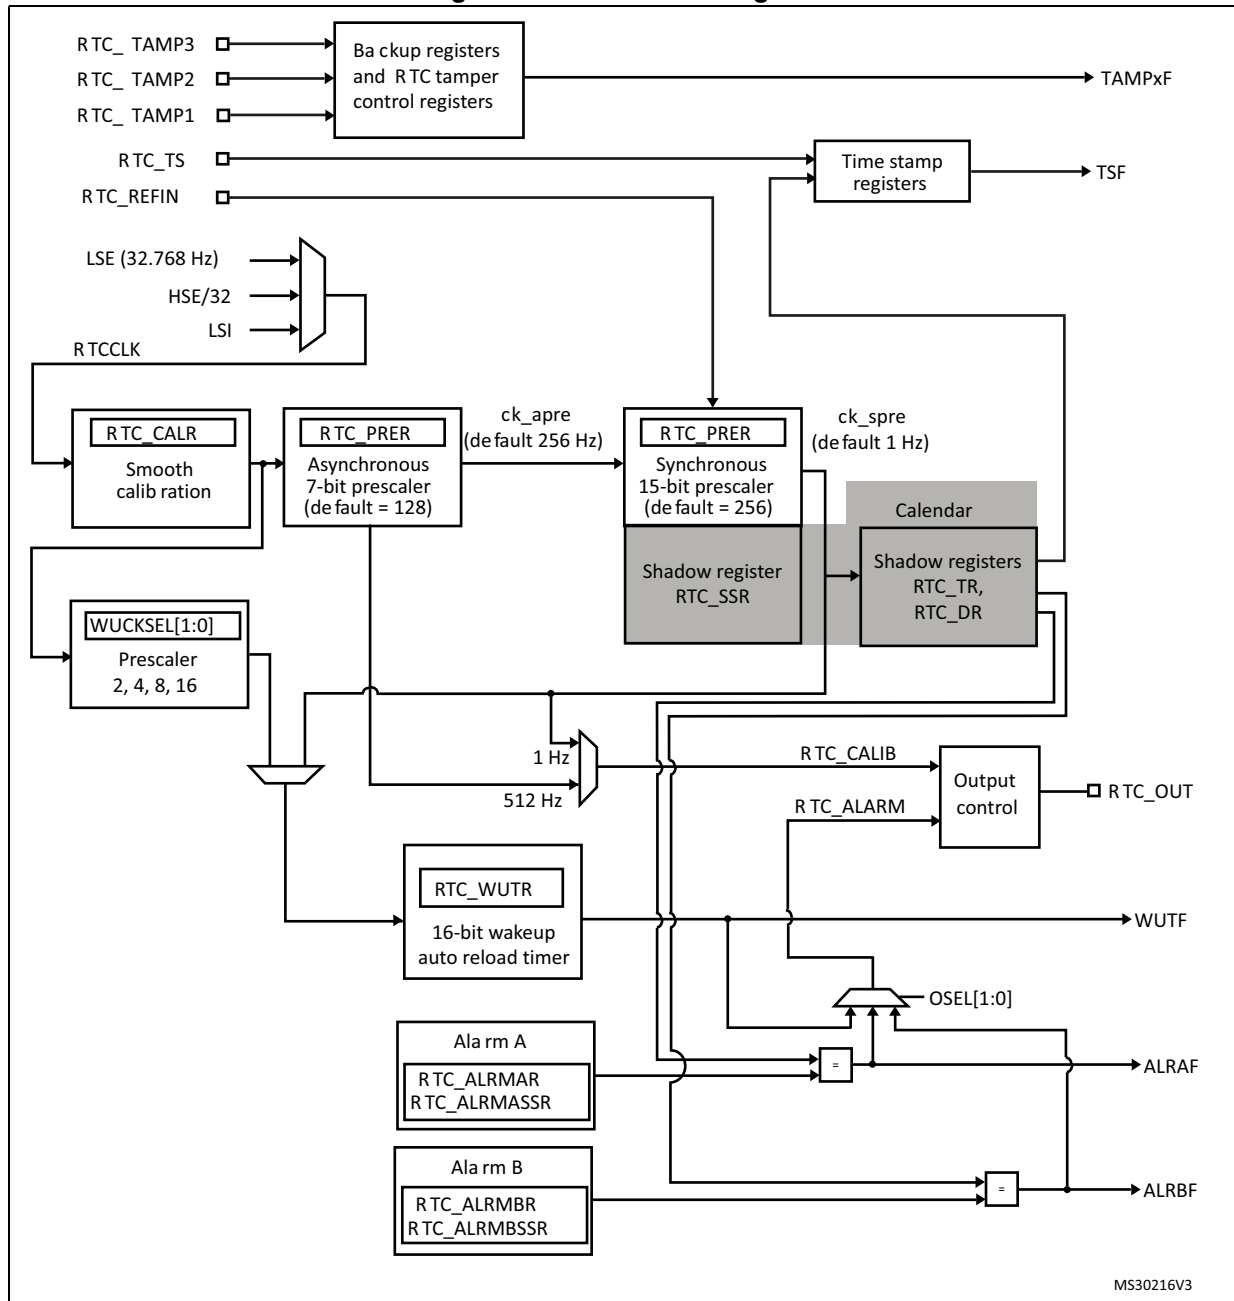 RTC_TAMP3
RTC_TAMP2
RTC_TAMP1
Backup registers
and RTC tamper
control registers
TAMPxF
RTC_TS
RTC_REFIN
Time stamp
registers
TSF
LSE (32.768 Hz)
HSE/32
LSI
RTCCLK
RTC_CALR
Smooth
calibration
RTC_PRER
Asynchronous
7-bit prescaler
(default = 128)
ck_apre
(default 256 Hz)
RTC_PRER
Synchronous
15-bit prescaler
(default = 256)
ck_spre
(default 1 Hz)
Calendar
Shadow register
RTC_SSR
Shadow registers
RTC_TR,
RTC_DR
WUCKSEL[1:0]
Prescaler
2, 4, 8, 16
1 Hz
512 Hz
RTC_CALIB
RTC_ALARM
Output
control
RTC_OUT
RTC_WUTR
16-bit wakeup
auto reload timer
WUTF
OSEL[1:0]
Alarm A
RTC_ALRMAR
RTC_ALRMASSR
=
ALRAF
Alarm B
RTC_ALRMBR
RTC_ALRMBSSR
=
ALRBF
MS30216V3